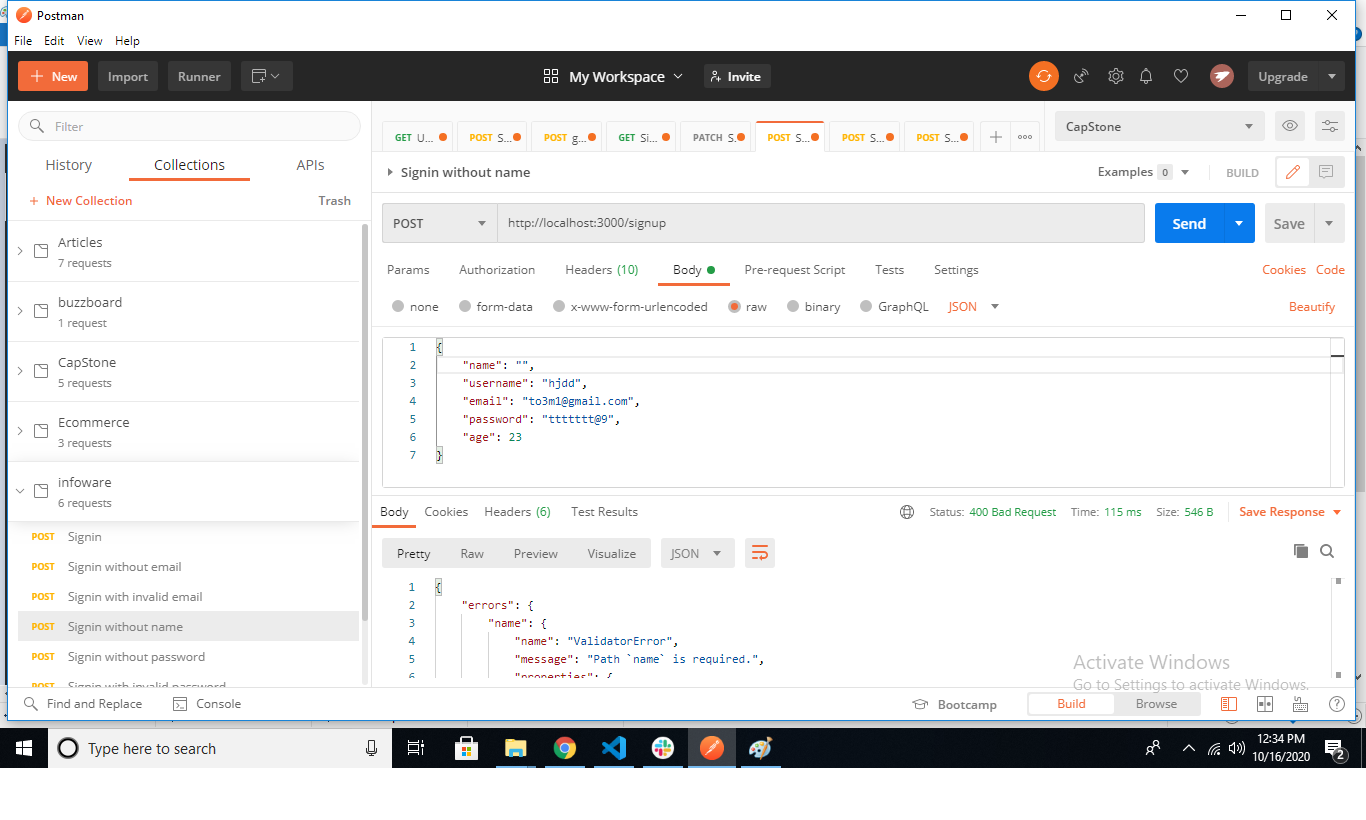 Postman
File Edit View Help
New Import Runner My Workspace Invite Upgrade
Filter
History Collections APIs
+ New Collection Trash
Articles
7 requests
buzzboard
1 request
CapStone
5 requests
Ecommerce
3 requests
infoware
6 requests
POST Signin
POST Signin without email
POST Signin with invalid email
POST Signin without name
POST Signin without password
POST Signin with invalid password
GET U... POST S... POST g... GET Si... PATCH S. POST S... POST S... POST S... CapStone
Signin without name Examples 0 BUILD
POST http://localhost:3000/signup Send Save
Params Authorization Headers (10) Body Pre-request Script Tests Settings Cookies Code
none form-data x-www-form-urlencoded raw binary GraphQL JSON Beautify
1 {
2 "name": "",
3 "username": "hjdd",
4 "email": "to3m1@gmail.com",
5 "password": "ttttttt@9",
6 "age": 23
7 }
Body Cookies Headers (6) Test Results Status: 400 Bad Request Time: 115 ms Size: 546 B Save Response
Pretty Raw Preview Visualize JSON
1 {
2 "errors": {
3 "name": {
4 "name": "ValidatorError",
5 "message": "Path `name` is required.",
6 "properties": {
Activate Windows
Go to Settings to activate Windows.
Find and Replace Console Bootcamp Build Browse
Type here to search
12:34 PM
10/16/2020
2